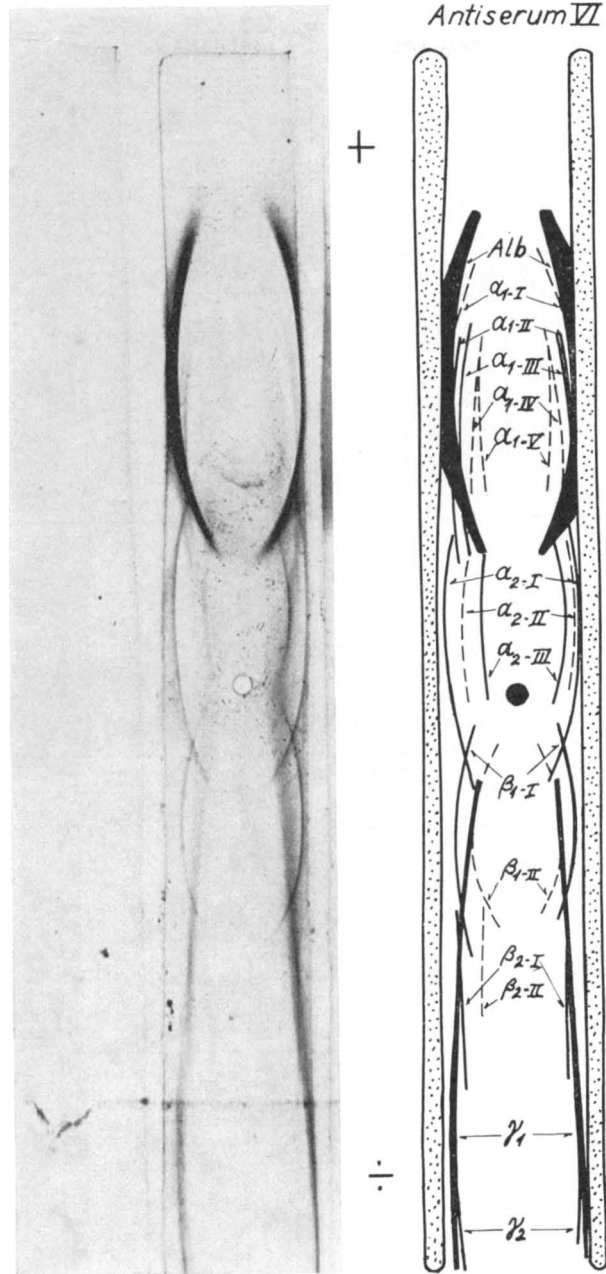 Antiserum VI
+
Alb
α₁-I
α₁-II
α₁-III
α₁-IV
α₁-V
α₂-I
α₂-II
α₂-III
β₁-I
β₁-II
β₂-I
β₂-II
γ₁
÷
γ₂